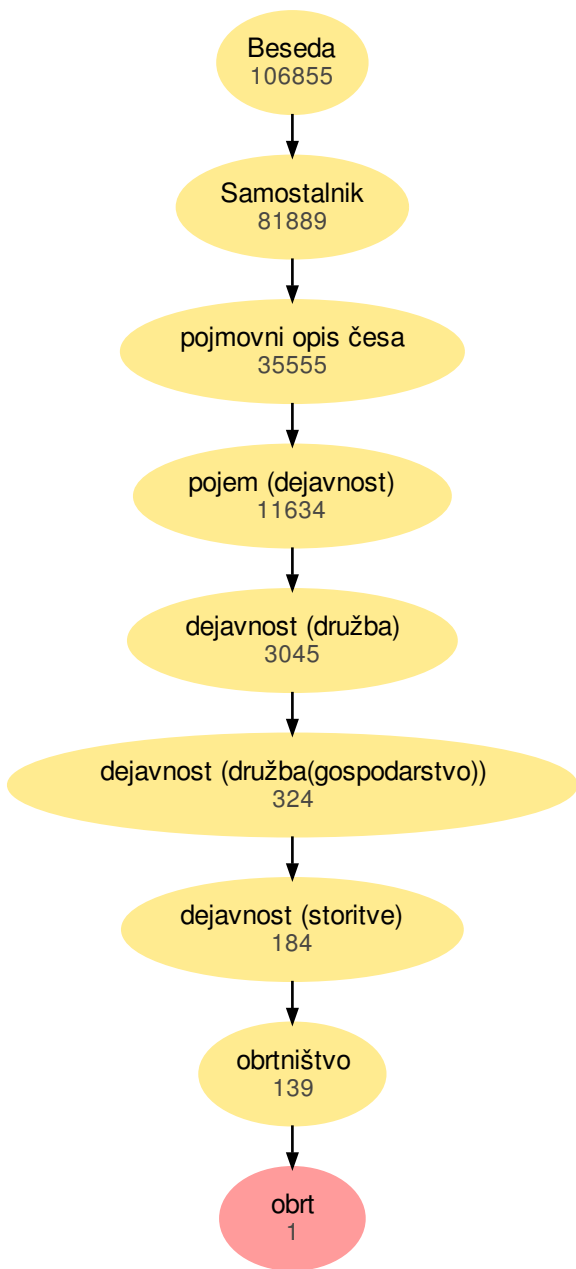 Beseda
106855
Samostalnik
81889
pojmovni opis česa
35555
pojem (dejavnost)
11634
dejavnost (družba)
3045
dejavnost (družba(gospodarstvo))
324
dejavnost (storitve)
184
obrtništvo
139
obrt
1